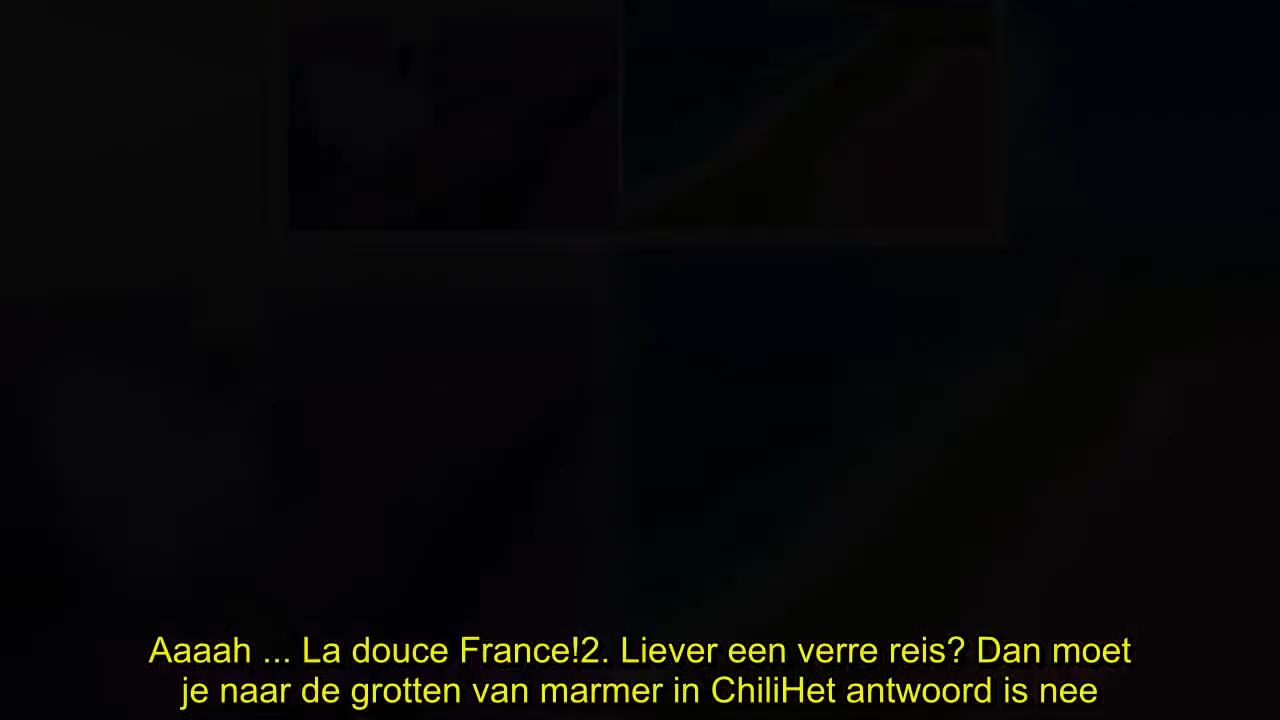 Aaaah ... La douce France!2. Liever een verre reis? Dan moet
je naar de grotten van marmer in ChiliHet antwoord is nee